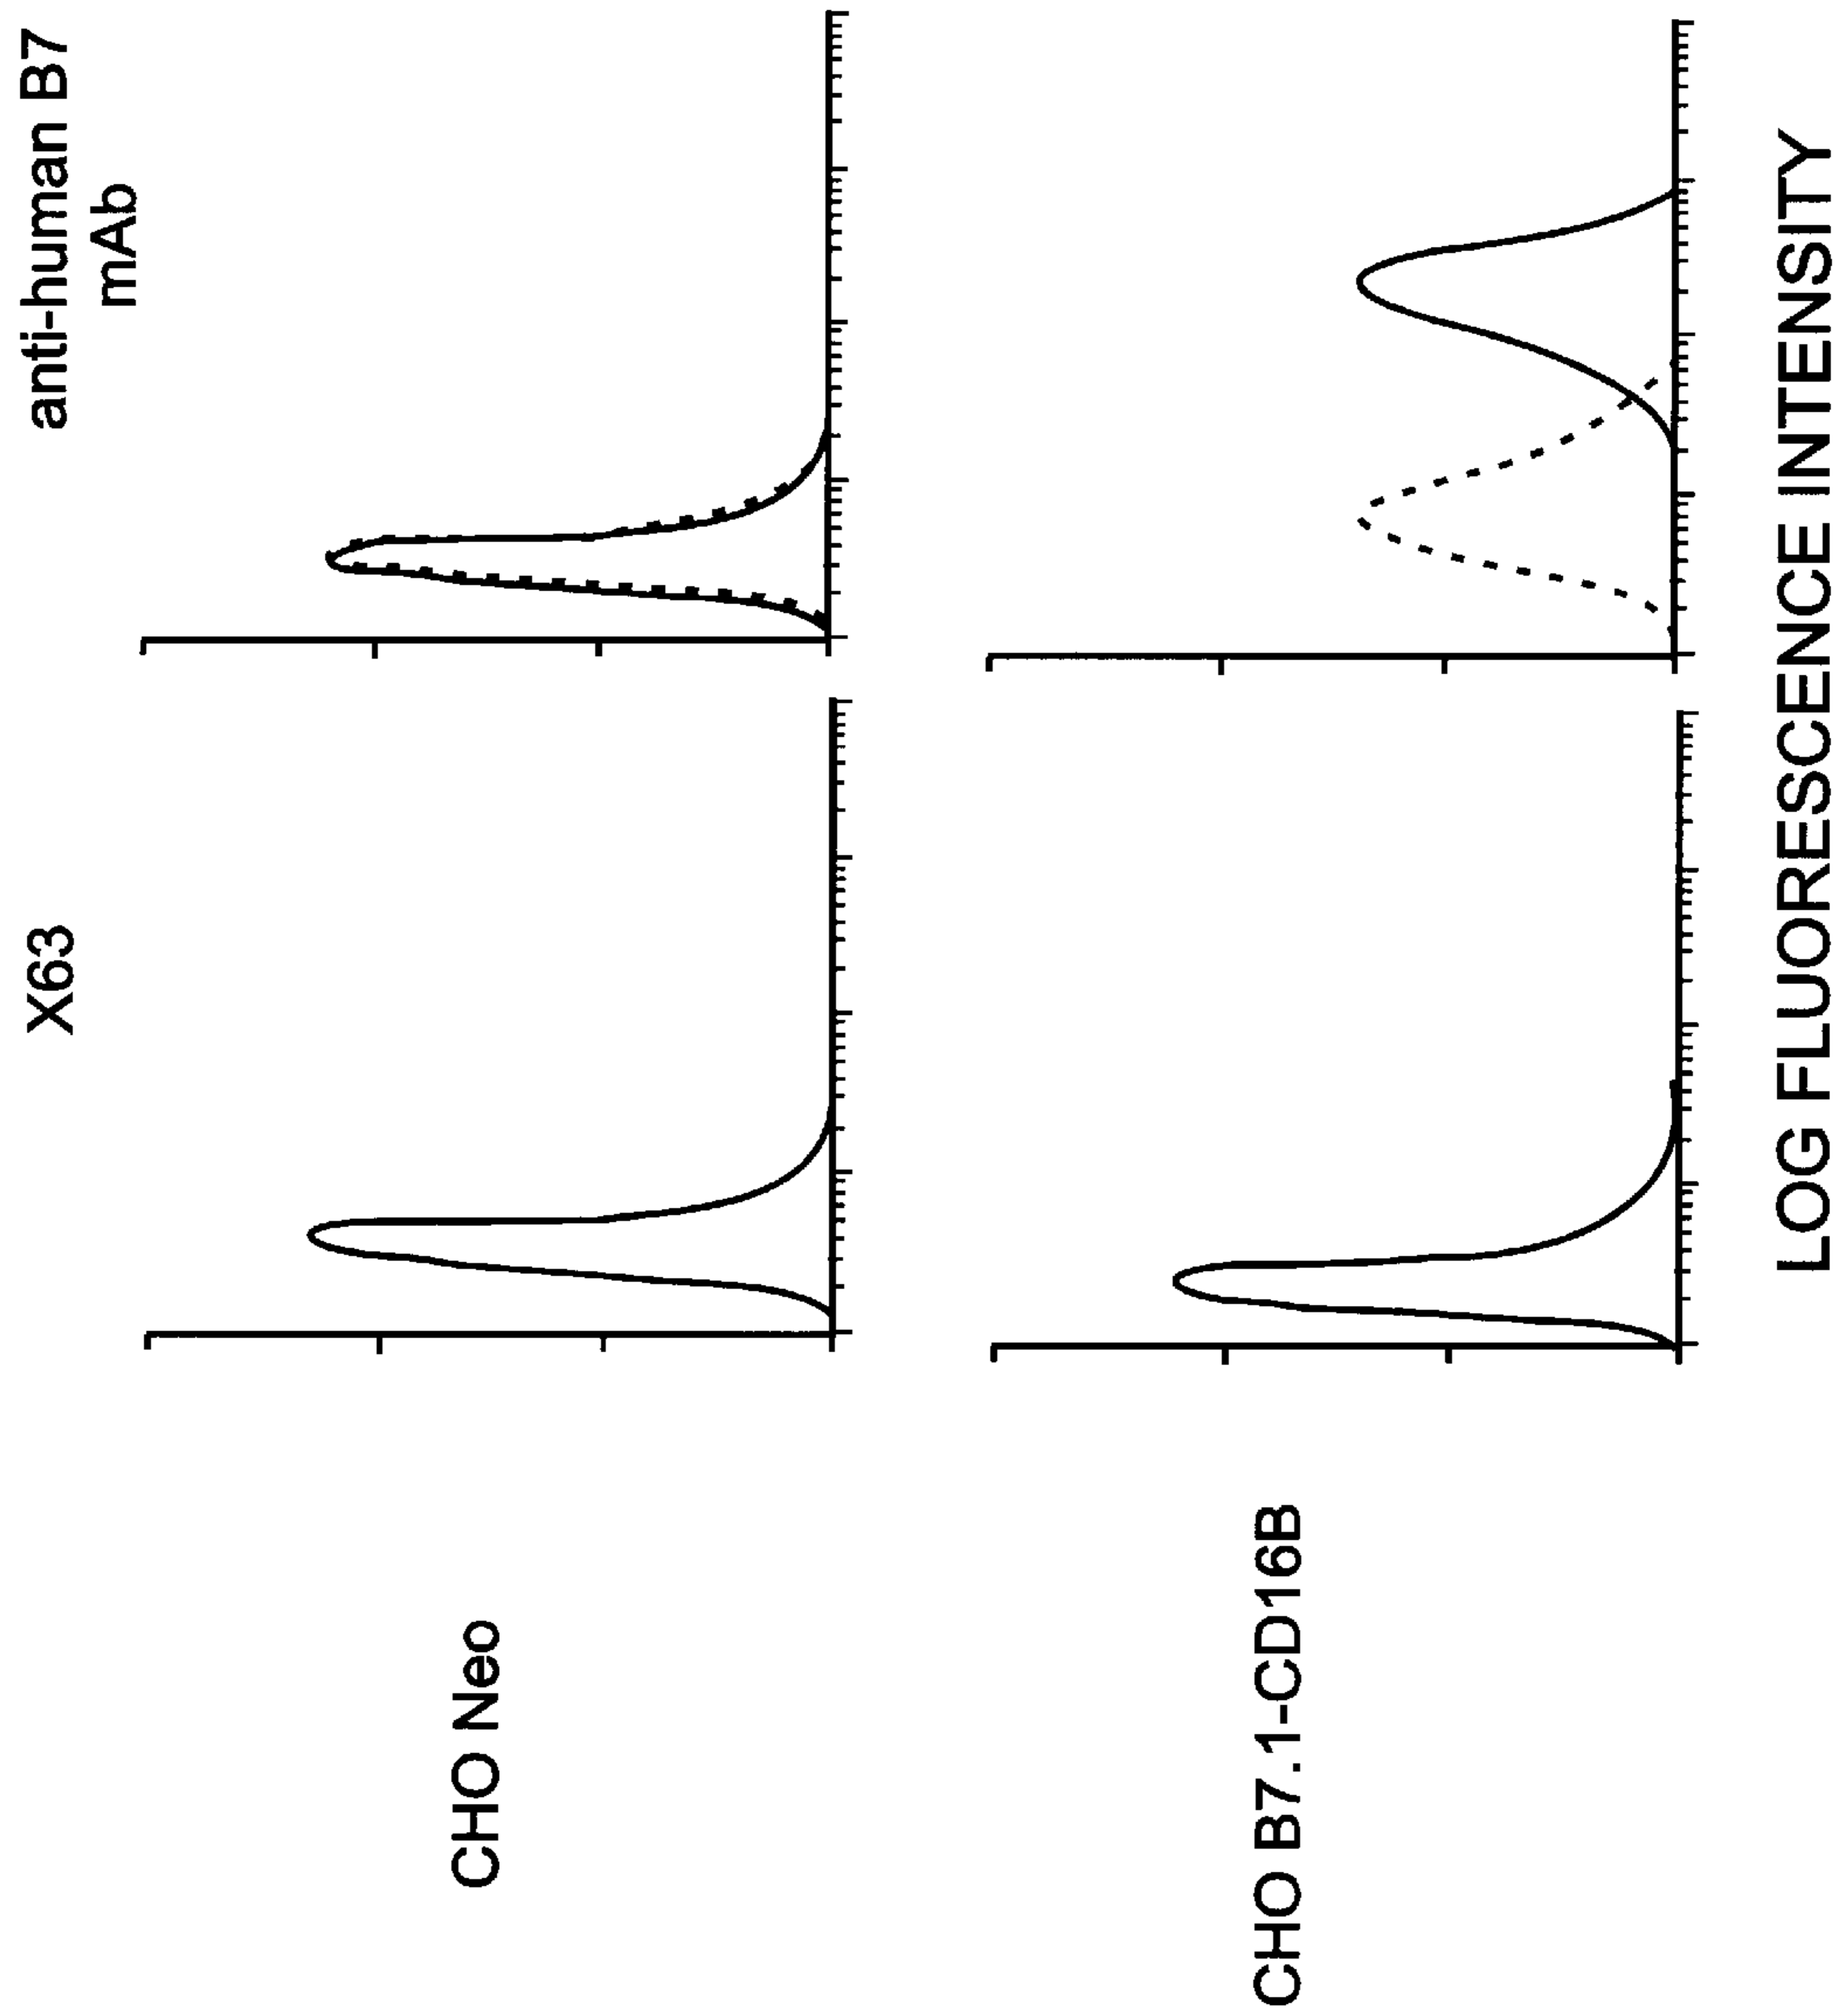 X63
anti-human B7
mAb
CHO Neo
CHO B7.1-CD16B
LOG FLUORESCENCE INTENSITY